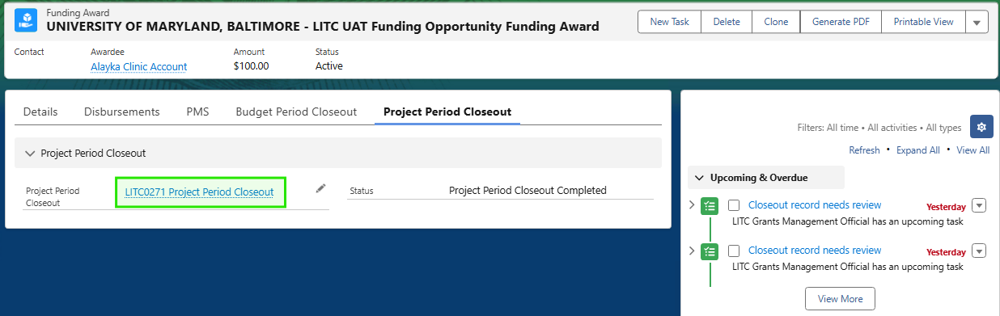 Funding Award
UNIVERSITY OF MARYLAND, BALTIMORE - LITC UAT Funding Opportunity Funding Award
New Task
Delete
Clone
Generate PDF
Printable View
Contact
Awardee
Amount
Status
Alayka Clinic Account
$100.00
Active
Details
Disbursements
PMS
Budget Period Closeout
Project Period Closeout
Project Period Closeout
Project Period
Closeout
LITC0271 Project Period Closeout
Status
Project Period Closeout Completed
Filters: All time • All activities • All types
Refresh • Expand All • View All
Upcoming & Overdue
Closeout record needs review
Yesterday
LITC Grants Management Official has an upcoming task
Closeout record needs review
Yesterday
LITC Grants Management Official has an upcoming task
View More